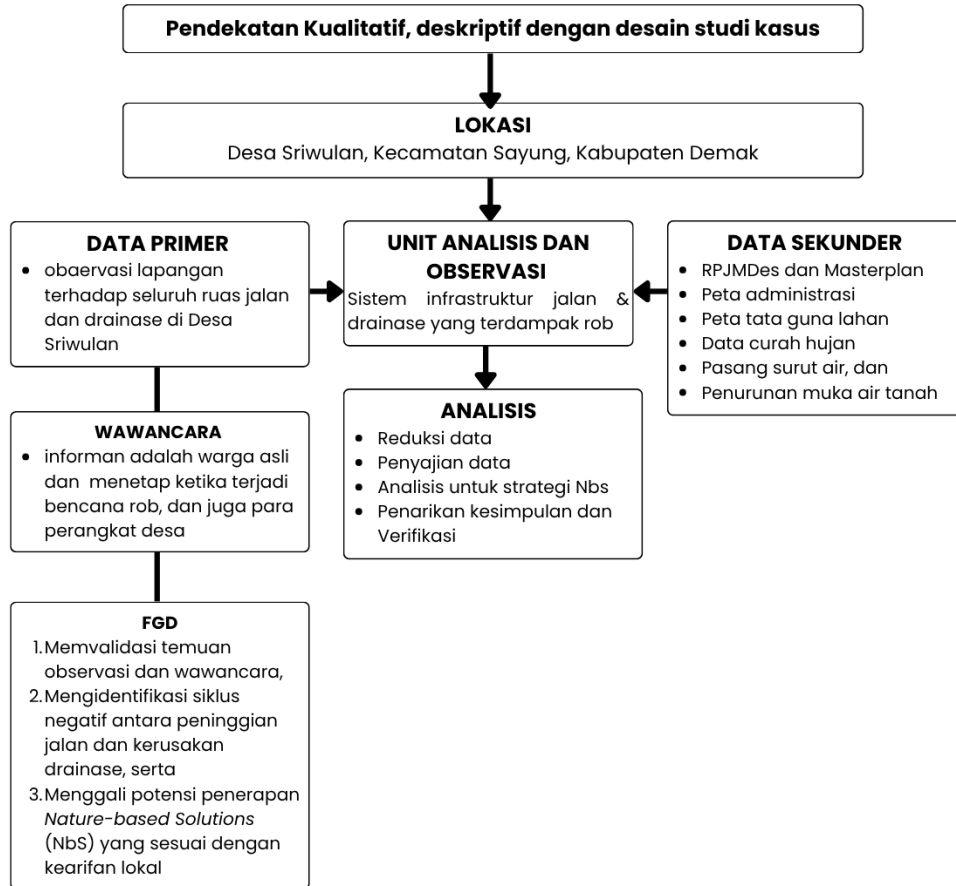 Pendekatan Kualitatif, deskriptif dengan desain studi kasus
LOKASI
Desa Sriwulan, Kecamatan Sayung, Kabupaten Demak
DATA PRIMER
• obaervasi lapangan
terhadap seluruh ruas jalan
dan drainase di Desa
Sriwulan
UNIT ANALISIS DAN
OBSERVASI
Sistem infrastruktur jalan &
drainase yang terdampak rob
DATA SEKUNDER
• RPJMDes dan Masterplan
• Peta administrasi
• Peta tata guna lahan
• Data curah hujan
• Pasang surut air, dan
• Penurunan muka air tanah
WAWANCARA
• informan adalah warga asli
dan menetap ketika terjadi
bencana rob, dan juga para
perangkat desa
ANALISIS
• Reduksi data
• Penyajian data
• Analisis untuk strategi Nbs
• Penarikan kesimpulan dan
Verifikasi
FGD
1. Memvalidasi temuan
observasi dan wawancara,
2. Mengidentifikasi siklus
negatif antara peninggian
jalan dan kerusakan
drainase, serta
3. Menggali potensi penerapan
Nature-based Solutions
(NbS) yang sesuai dengan
kearifan lokal